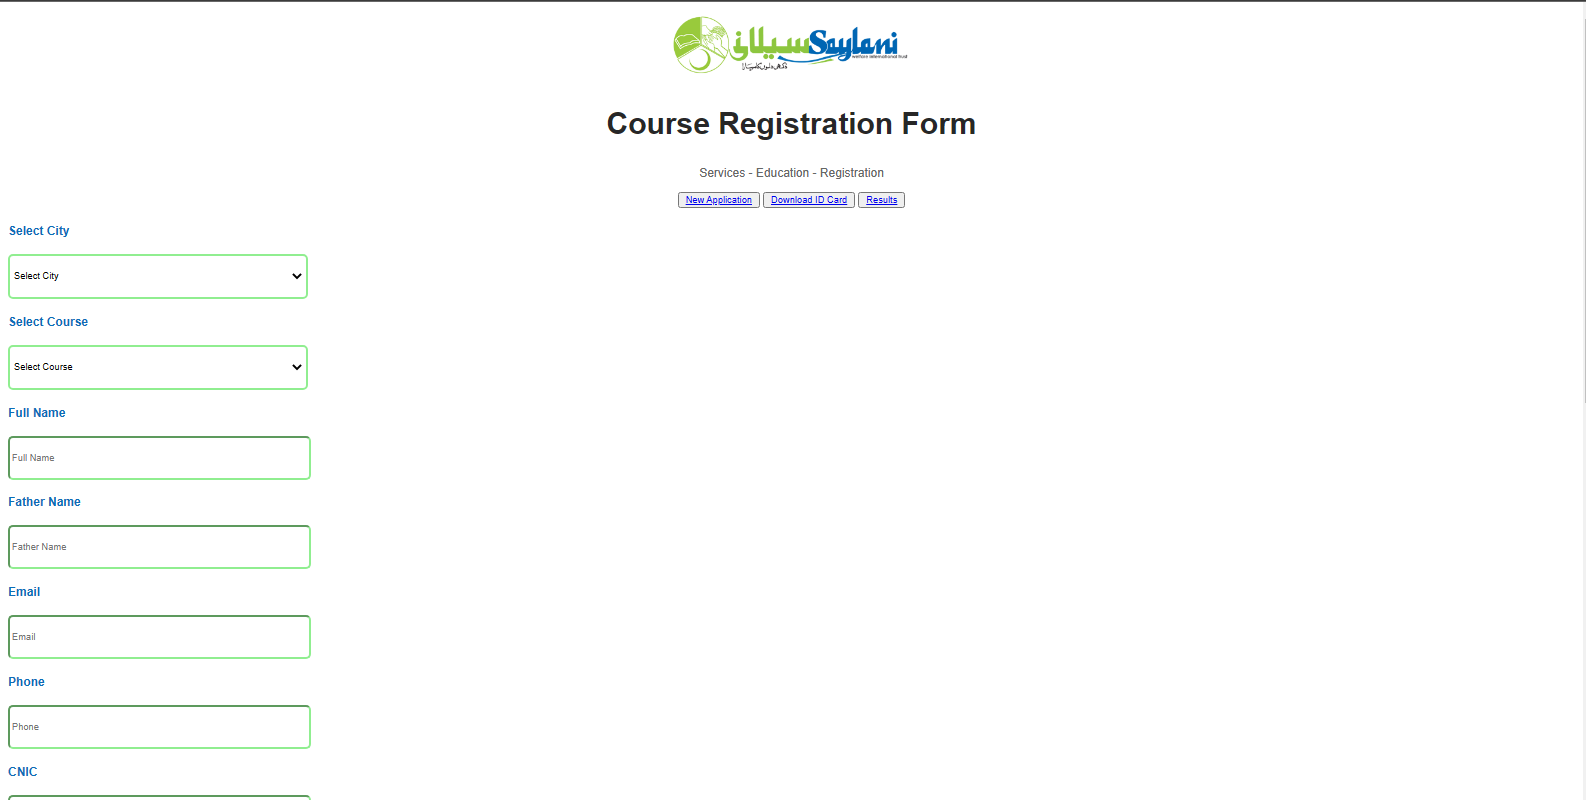 سیلانی Saylani
welfare international trust
Course Registration Form
Services - Education - Registration
New Application Download ID Card Results
Select City
Select City
Select Course
Select Course
Full Name
Full Name
Father Name
Father Name
Email
Email
Phone
Phone
CNIC